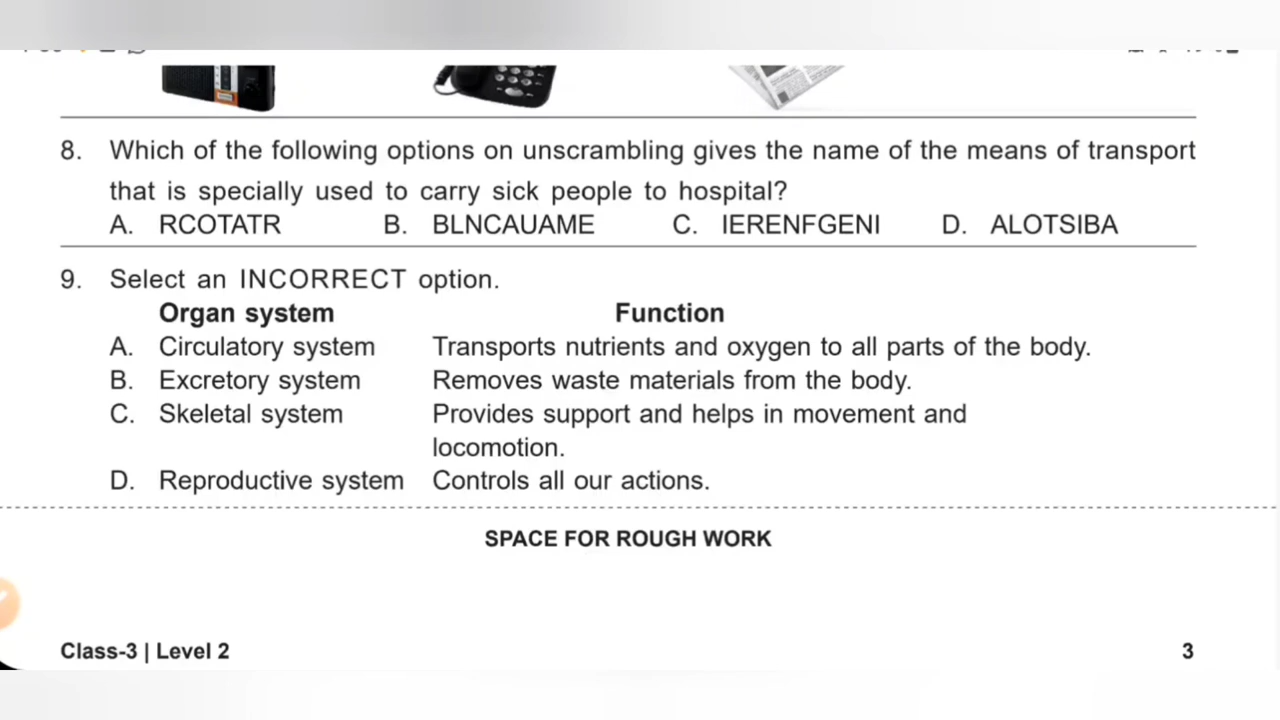 8. Which of the following options on unscrambling gives the name of the means of transport
that is specially used to carry sick people to hospital?
A. RCOTATR B. BLNCAUAME C. IERENFGENI D. ALOTSIBA
9. Select an INCORRECT option.
Organ system Function
A. Circulatory system Transports nutrients and oxygen to all parts of the body.
B. Excretory system Removes waste materials from the body.
C. Skeletal system Provides support and helps in movement and
locomotion.
D. Reproductive system Controls all our actions.
SPACE FOR ROUGH WORK
Class-3 | Level 2 3